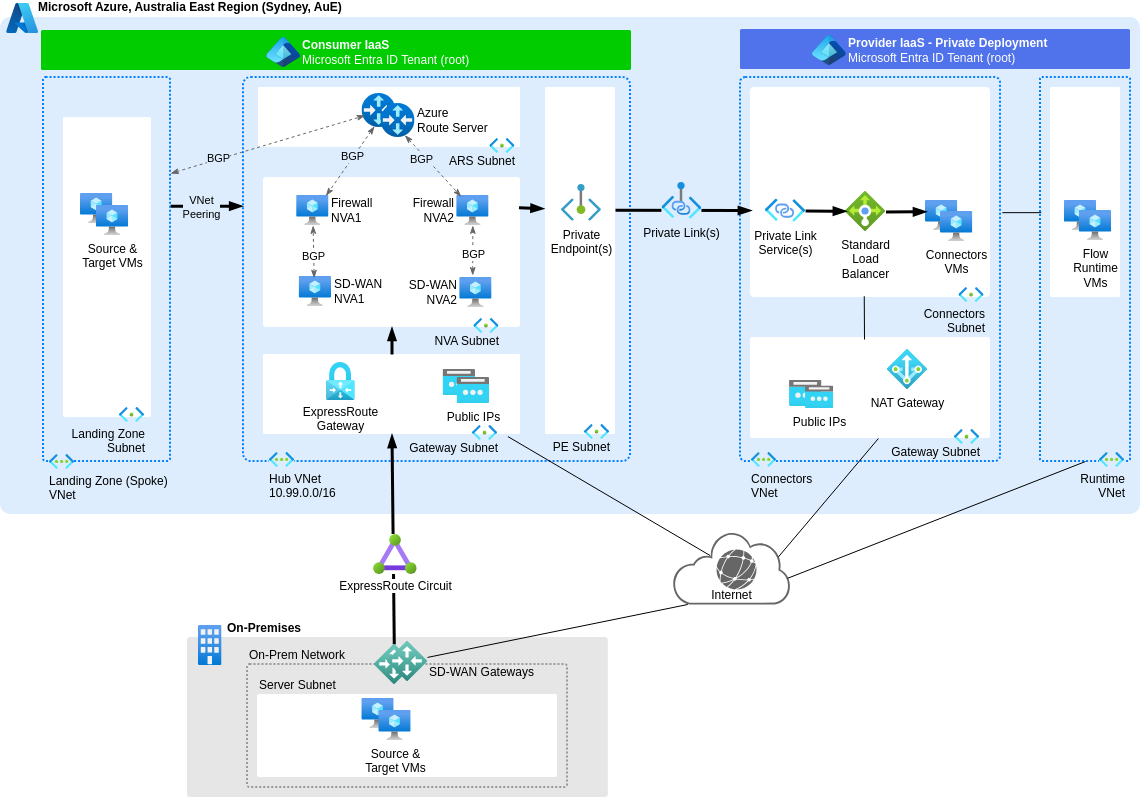 Microsoft Azure, Australia East Region (Sydney, AuE)
Consumer IaaS
Microsoft Entra ID Tenant (root)
Provider IaaS - Private Deployment
Microsoft Entra ID Tenant (root)
Azure
Route Server
ARS Subnet
BGP
BGP
BGP
VNet
Peering
Firewall
NVA1
Firewall
NVA2
BGP
BGP
SD-WAN
NVA1
SD-WAN
NVA2
NVA Subnet
Source &
Target VMs
Landing Zone
Subnet
Landing Zone (Spoke)
VNet
ExpressRoute
Gateway
Public IPs
Gateway Subnet
Hub VNet
10.99.0.0/16
Private
Endpoint(s)
PE Subnet
Private Link(s)
Private Link
Service(s)
Standard
Load
Balancer
Connectors
VMs
Connectors
Subnet
Flow
Runtime
VMs
Public IPs
NAT Gateway
Gateway Subnet
Connectors
VNet
Runtime
VNet
ExpressRoute Circuit
Internet
On-Premises
On-Prem Network
SD-WAN Gateways
Server Subnet
Source &
Target VMs